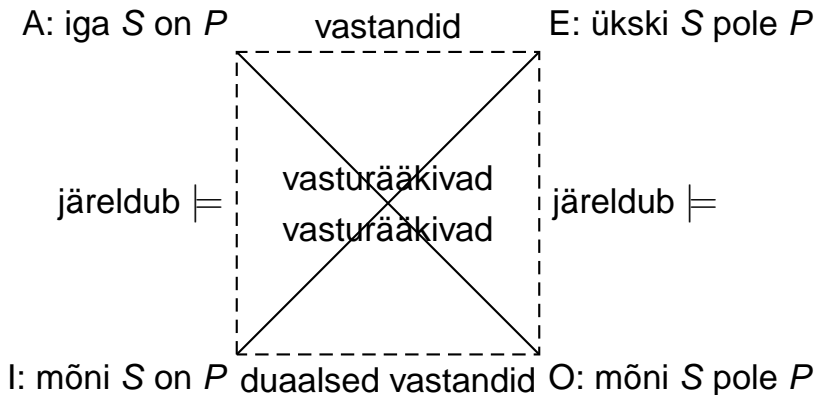 A: iga S on P vastandid E: ükski S pole P
vasturääkivad
järeldub ⊨ järeldub ⊨
vasturääkivad
I: mõni S on P duaalsed vastandid O: mõni S pole P